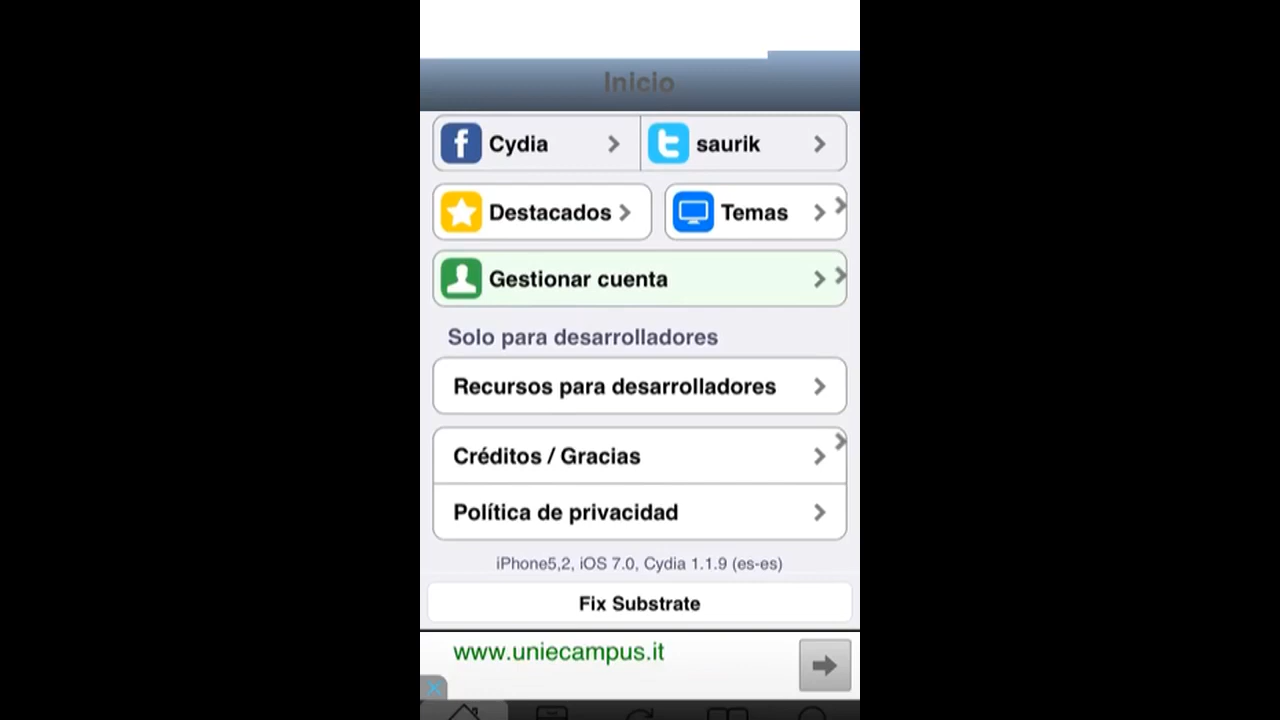 Inicio
Cydia
saurik
Destacados
Temas
Gestionar cuenta
Solo para desarrolladores
Recursos para desarrolladores
Créditos / Gracias
Política de privacidad
iPhone5,2, iOS 7.0, Cydia 1.1.9 (es-es)
Fix Substrate
www.uniecampus.it